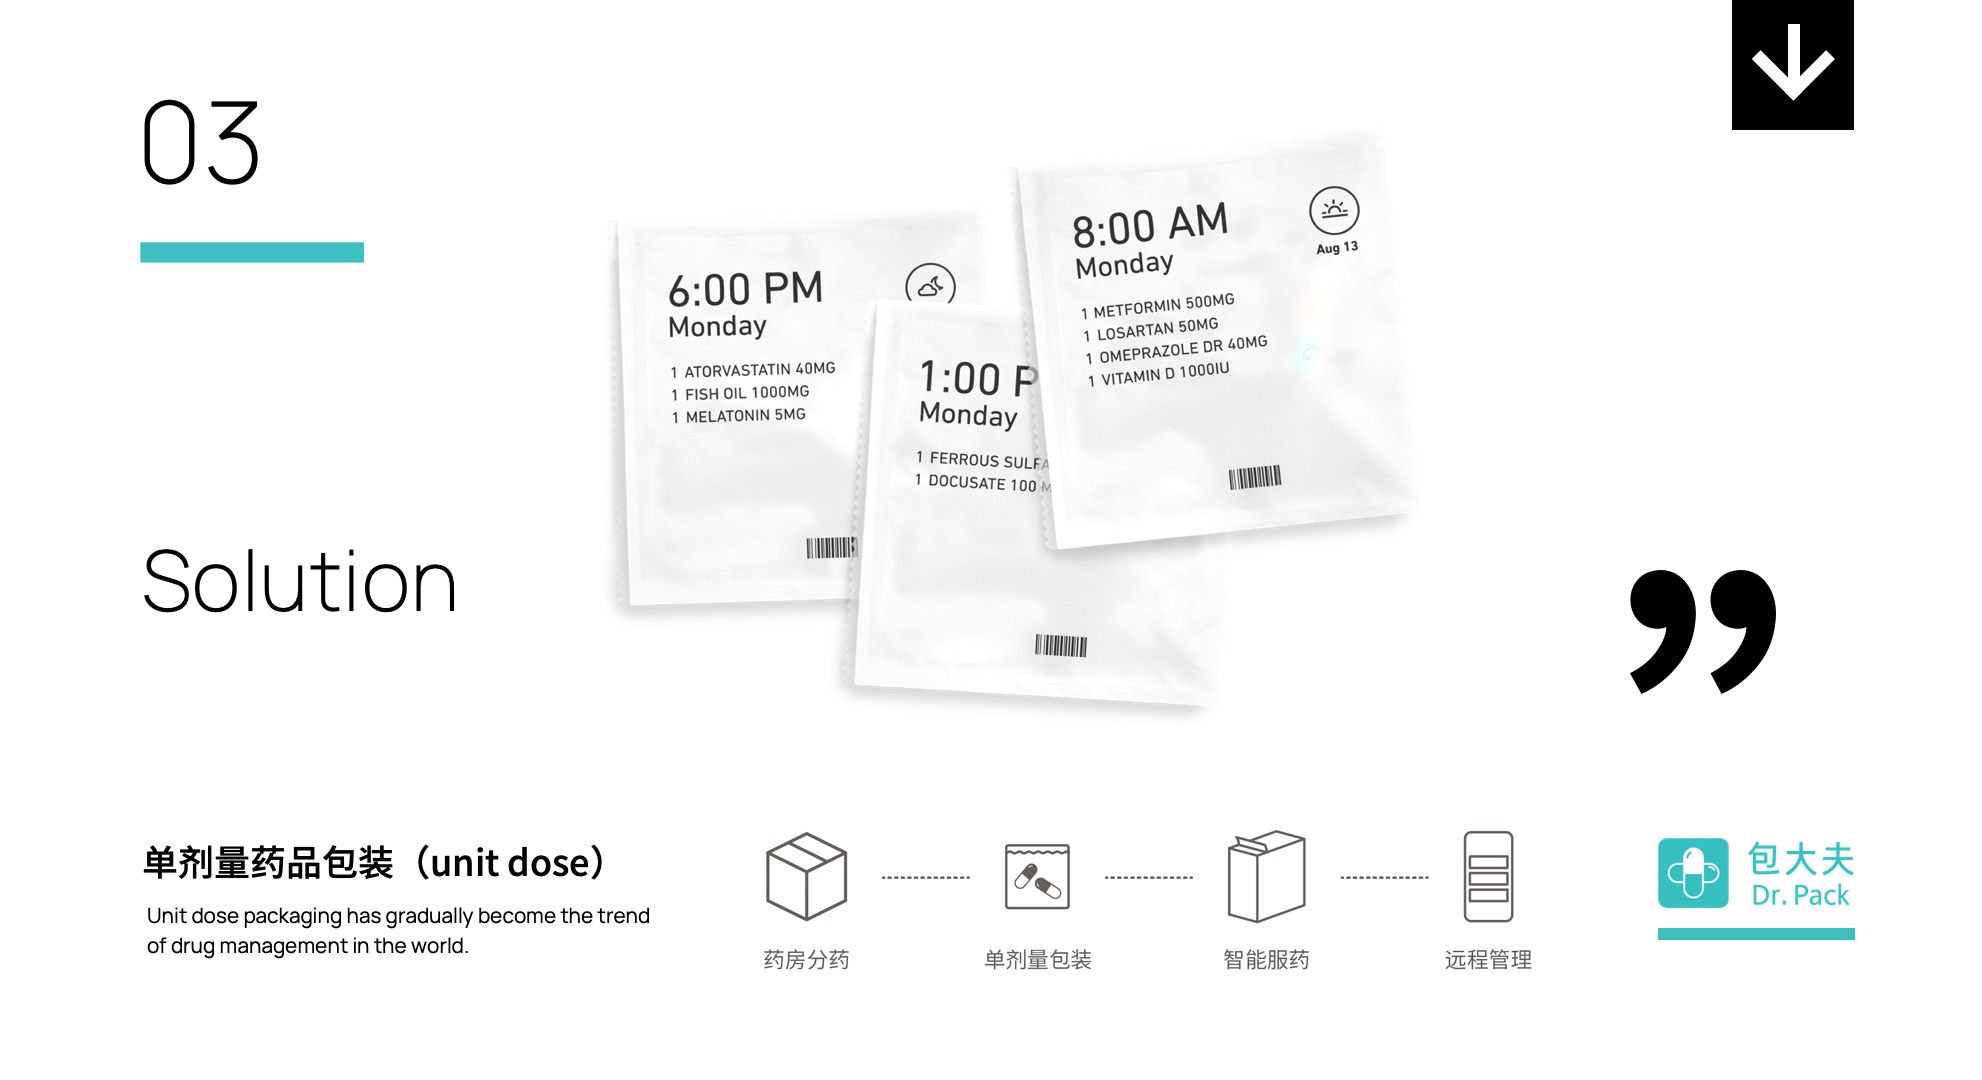 03
Solution
6:00 PM
Monday
1 ATORVASTATIN 40MG
1 FISH OIL 1000MG
1 MELATONIN 5MG
1:00 P
Monday
1 FERROUS
1 DOCUSATE 100
8:00 AM
Monday
Aug 13
1 METFORMIN 500MG
1 LOSARTAN 50MG
1 OMEPRAZOLE DR 40MG
1 VITAMIN D 1000IU
单剂量药品包装（unit dose）
Unit dose packaging has gradually become the trend
of drug management in the world.
药房分药
单剂量包装
智能服药
远程管理
包大夫
Dr. Pack